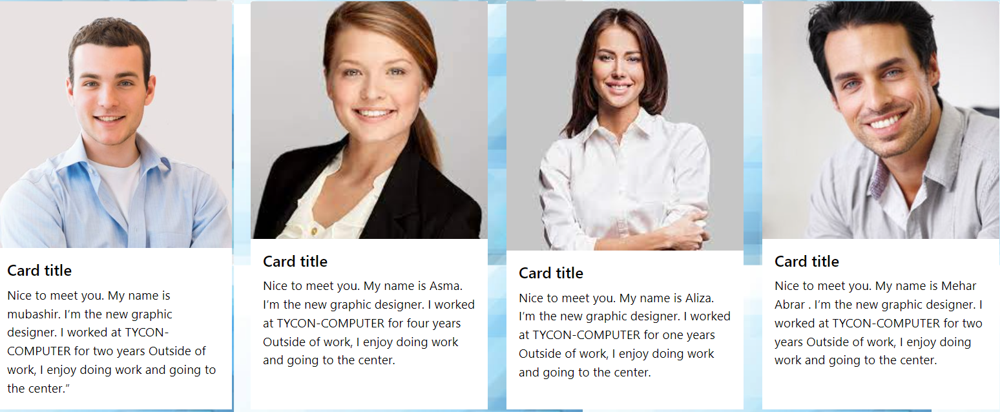 Card title
Nice to meet you. My name is
mubashir. I’m the new graphic
designer. I worked at TYCON-
COMPUTER for two years Outside of
work, I enjoy doing work and going to
the center.”
Card title
Nice to meet you. My name is Asma.
I’m the new graphic designer. I worked
at TYCON-COMPUTER for four years
Outside of work, I enjoy doing work
and going to the center.
Card title
Nice to meet you. My name is Aliza.
I’m the new graphic designer. I worked
at TYCON-COMPUTER for one years
Outside of work, I enjoy doing work
and going to the center.
Card title
Nice to meet you. My name is Mehar
Abrar . I’m the new graphic designer. I
worked at TYCON-COMPUTER for two
years Outside of work, I enjoy doing
work and going to the center.